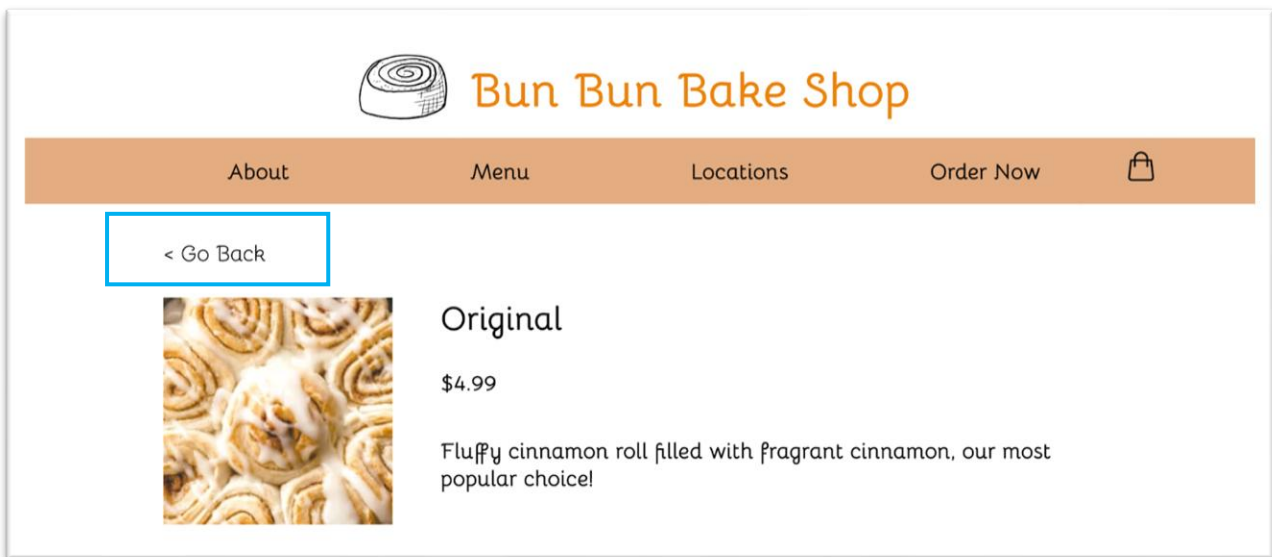 Bun Bun Bake Shop
About Menu Locations Order Now
< Go Back
Original
$4.99
Fluffy cinnamon roll filled with fragrant cinnamon, our most
popular choice!